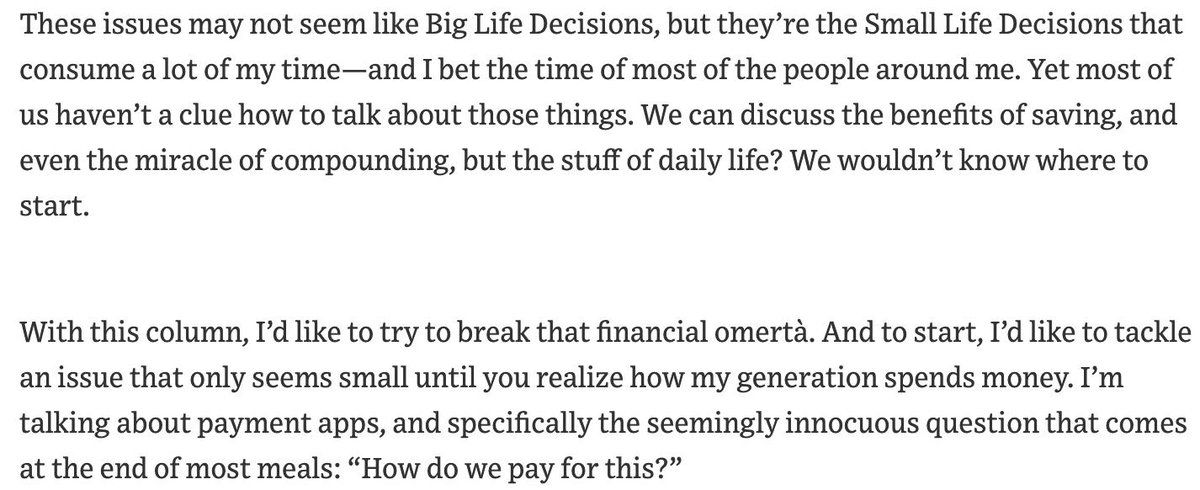 These issues may not seem like Big Life Decisions, but they’re the Small Life Decisions that
consume a lot of my time—and I bet the time of most of the people around me. Yet most of
us haven’t a clue how to talk about those things. We can discuss the benefits of saving, and
even the miracle of compounding, but the stuff of daily life? We wouldn’t know where to
start.
With this column, I’d like to try to break that financial omertà. And to start, I’d like to tackle
an issue that only seems small until you realize how my generation spends money. I’m
talking about payment apps, and specifically the seemingly innocuous question that comes
at the end of most meals: “How do we pay for this?”